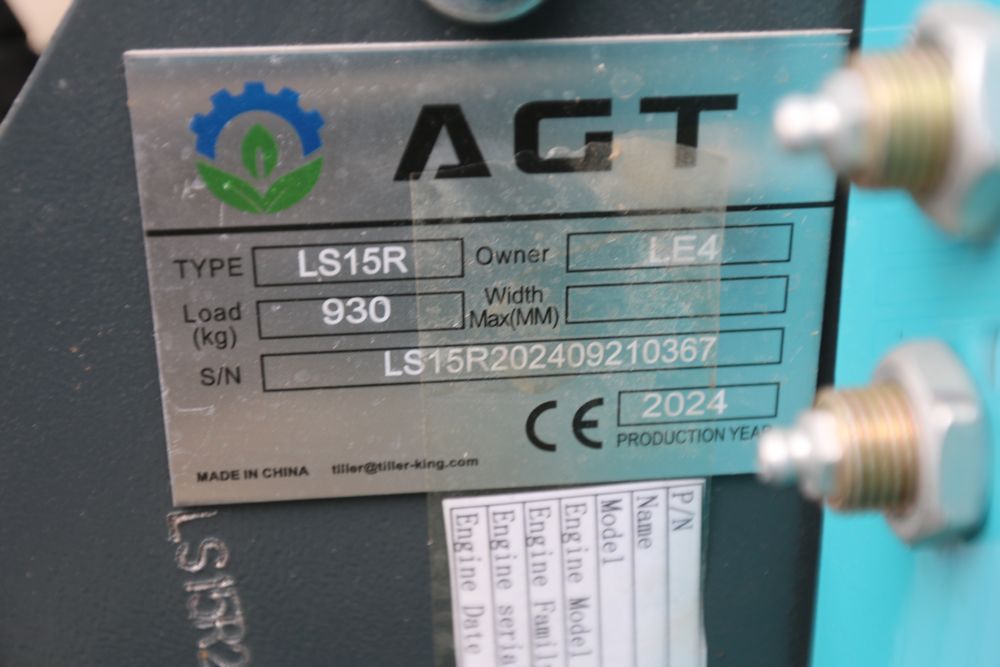 AGT
TYPE LS15R Owner LE4
Load (kg) 930 Width Max(MM)
S/N LS15R202409210367
CE 2024
PRODUCTION YEAR
MADE IN CHINA tiller@tiller-king.com
P/N
Name
Model
Engine Model
Engine Famil
Engine seria
Engine Date
LS15R2